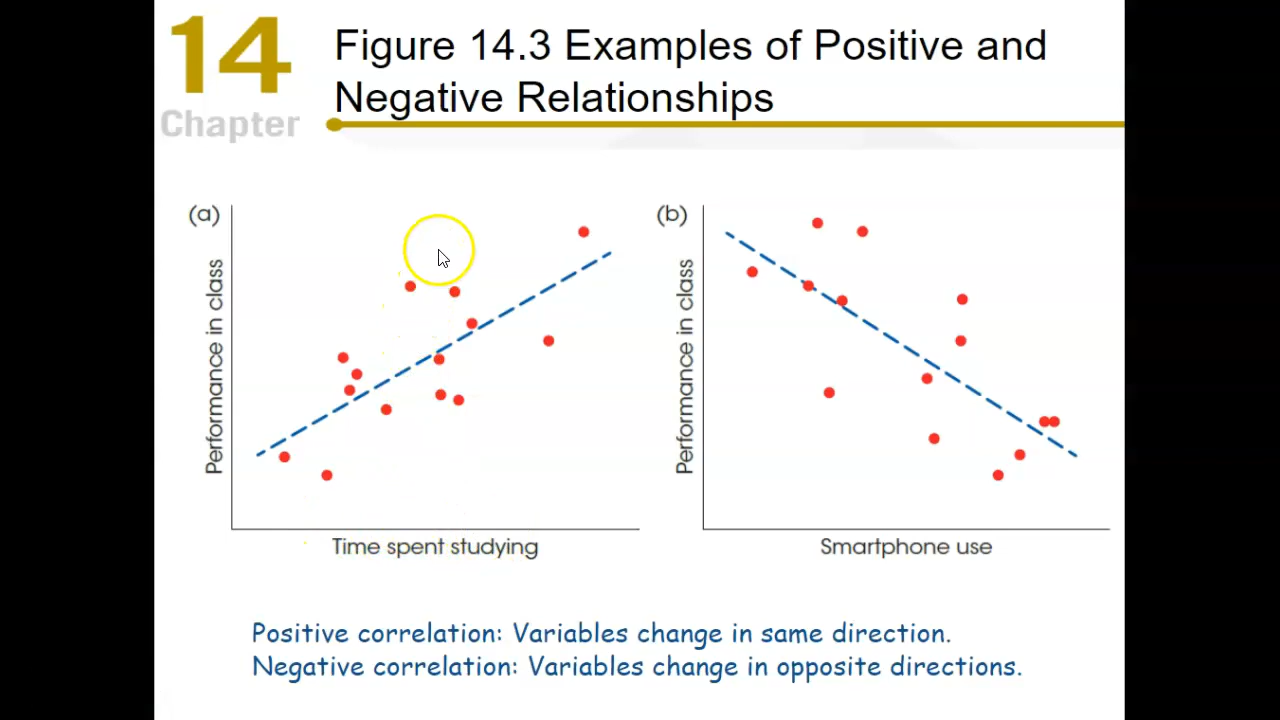 14
Chapter
Figure 14.3 Examples of Positive and
Negative Relationships
(a)
Performance in class
Time spent studying
(b)
Performance in class
Smartphone use
Positive correlation: Variables change in same direction.
Negative correlation: Variables change in opposite directions.